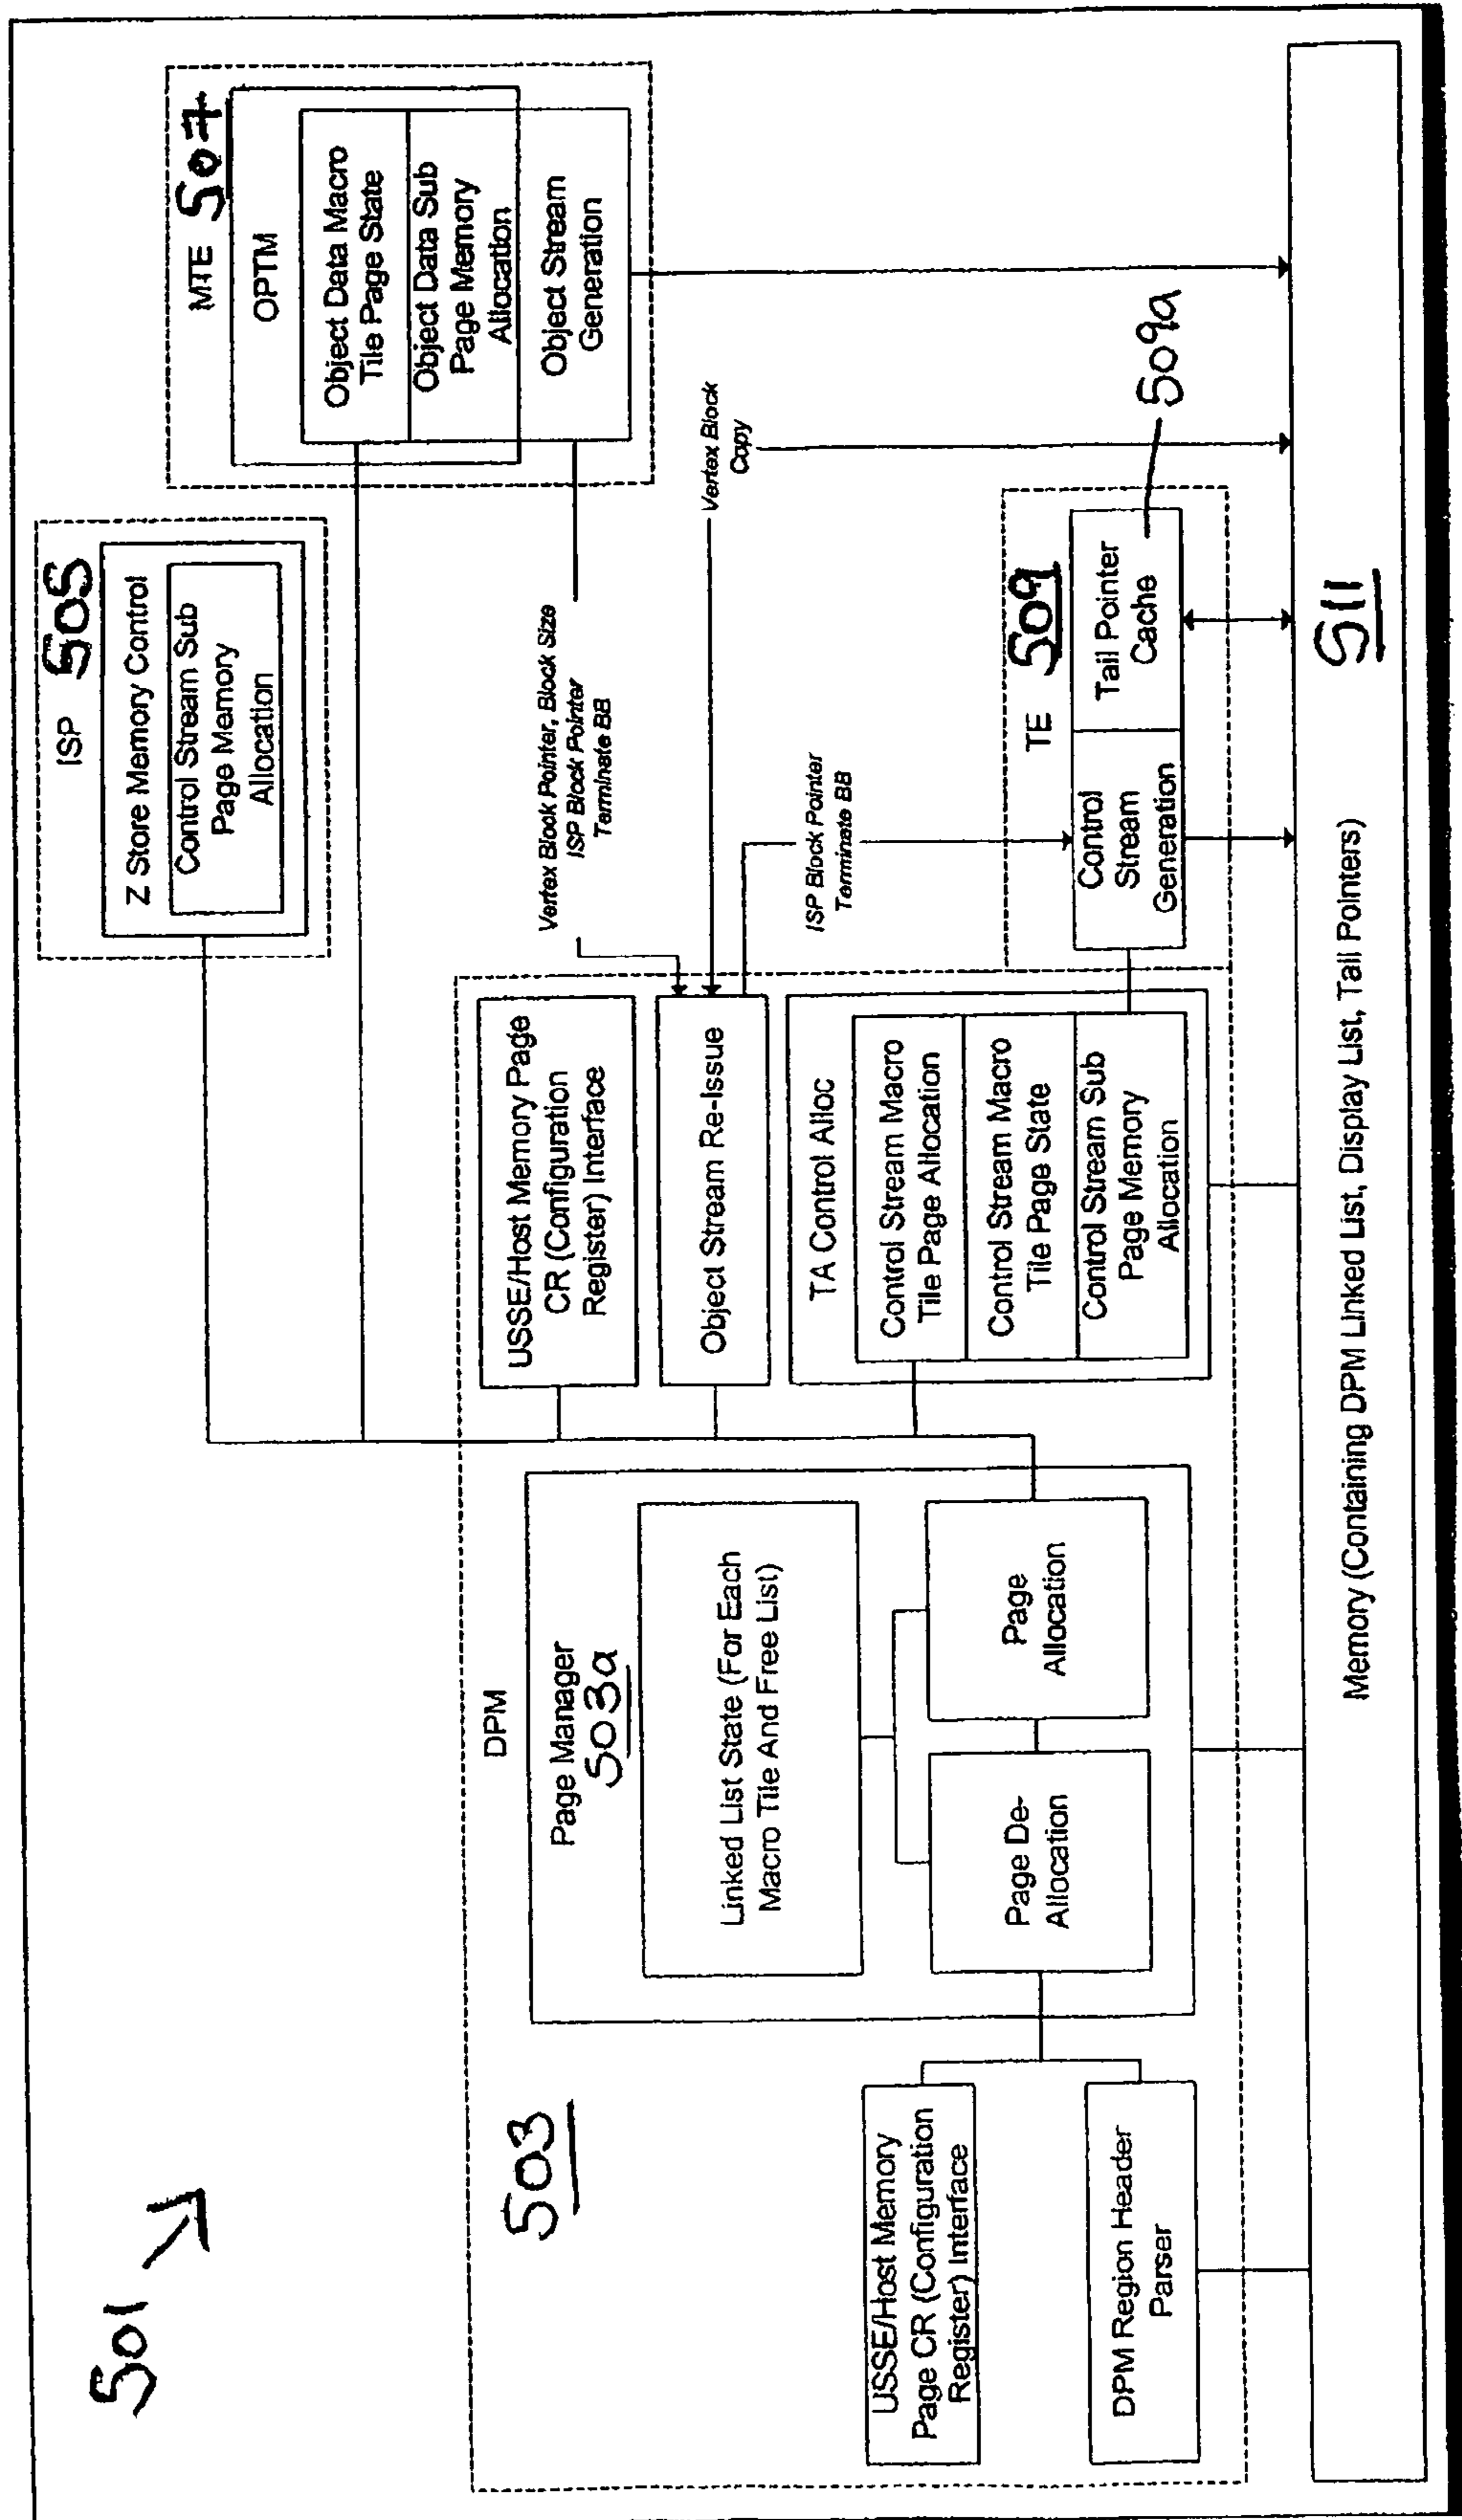 501
ISP 505
Z Store Memory Control
Control Stream Sub
Page Memory
Allocation
MTE 507
OPTM
Object Data Macro
Tile Page State
Object Data Sub
Page Memory
Allocation
Object Stream
Generation
503
DPM
Page Manager
503a
Linked List State (For Each
Macro Tile And Free List)
Page De-
Allocation
Page
Allocation
USSE/Host Memory
Page CR (Configuration
Register) Interface
DPM Region Header
Parser
USSE/Host Memory Page
CR (Configuration
Register) Interface
Object Stream Re-Issue
TA Control Alloc
Control Stream Macro
Tile Page Allocation
Control Stream Macro
Tile Page State
Control Stream Sub
Page Memory
Allocation
Vertex Block Pointer, Block Size
ISP Block Pointer
Terminate BB
Vertex Block
Copy
ISP Block Pointer
Terminate BB
TE 509
Control
Stream
Generation
Tail Pointer
Cache
509a
Memory (Containing DPM Linked List, Display List, Tail Pointers)
511